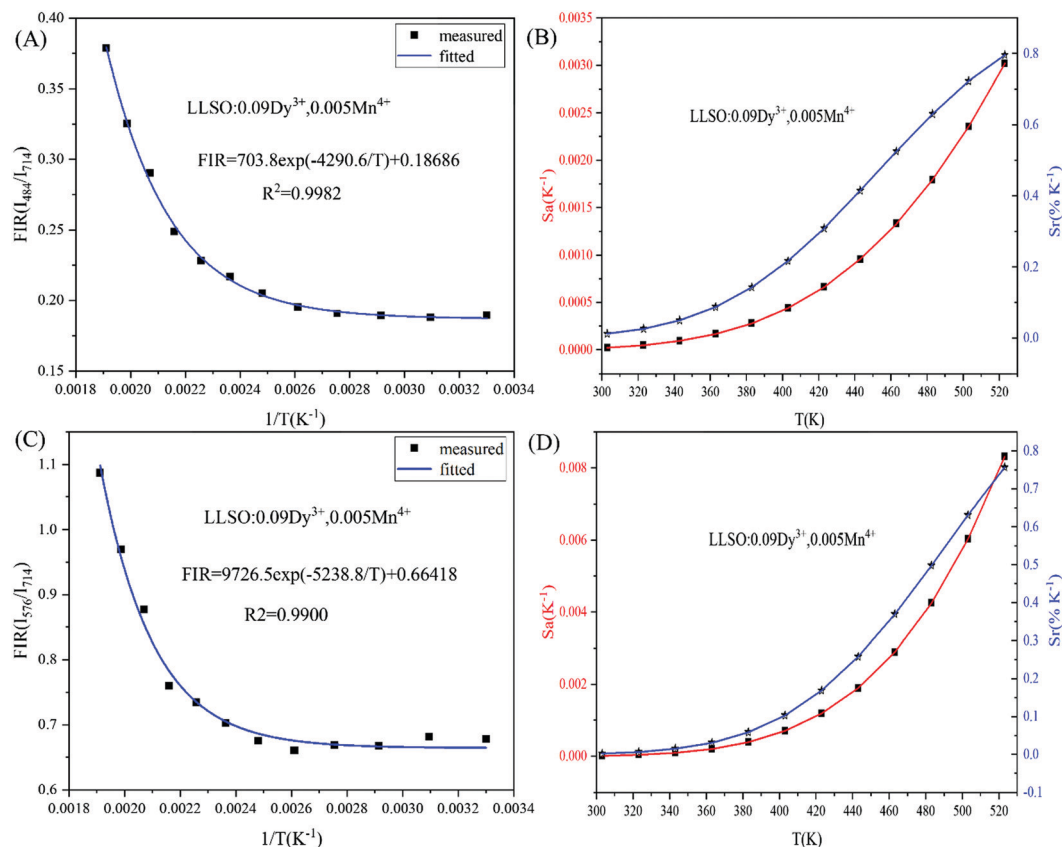 (A)
measured
fitted
LLSO:0.09Dy³⁺,0.005Mn⁴⁺
FIR=703.8exp(-4290.6/T)+0.18686
R²=0.9982
FIR(I₄₈₄/I₇₁₄)
0.40
0.35
0.30
0.25
0.20
0.15
0.0018 0.0020 0.0022 0.0024 0.0026 0.0028 0.0030 0.0032 0.0034
1/T(K⁻¹)
(B)
LLSO:0.09Dy³⁺,0.005Mn⁴⁺
Sa(K⁻¹)
0.0035
0.0030
0.0025
0.0020
0.0015
0.0010
0.0005
0.0000
Sr(% K⁻¹)
0.8
0.6
0.4
0.2
0.0
300 320 340 360 380 400 420 440 460 480 500 520
T(K)
(C)
measured
fitted
LLSO:0.09Dy³⁺,0.005Mn⁴⁺
FIR=9726.5exp(-5238.8/T)+0.66418
R2=0.9900
FIR(I₅₇₆/I₇₁₄)
1.1
1.0
0.9
0.8
0.7
0.6
0.0018 0.0020 0.0022 0.0024 0.0026 0.0028 0.0030 0.0032 0.0034
1/T(K⁻¹)
(D)
LLSO:0.09Dy³⁺,0.005Mn⁴⁺
Sa(K⁻¹)
0.008
0.006
0.004
0.002
0.000
Sr(% K⁻¹)
0.8
0.7
0.6
0.5
0.4
0.3
0.2
0.1
0.0
-0.1
300 320 340 360 380 400 420 440 460 480 500 520
T(K)